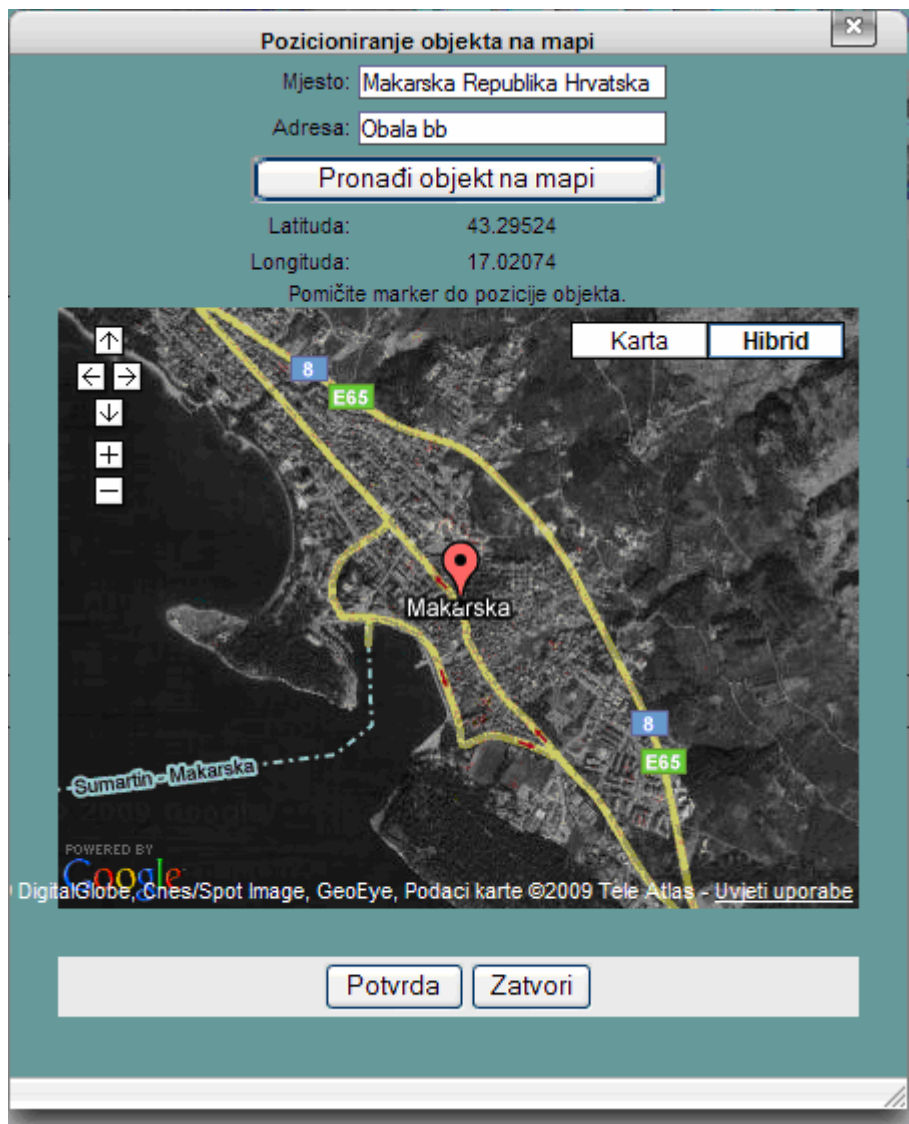 Pozicioniranje objekta na mapi
Mjesto: Makarska Republika Hrvatska
Adresa: Obala bb
Pronađi objekt na mapi
Latituda: 43.29524
Longituda: 17.02074
Pomičite marker do pozicije objekta.
Karta Hibrid
8
E65
Makarska
8
E65
Sumartin - Makarska
POWERED BY
Google
DigitalGlobe, Cnes/Spot Image, GeoEye, Podaci karte ©2009 Tele Atlas - Uvjeti uporabe
Potvrda Zatvori